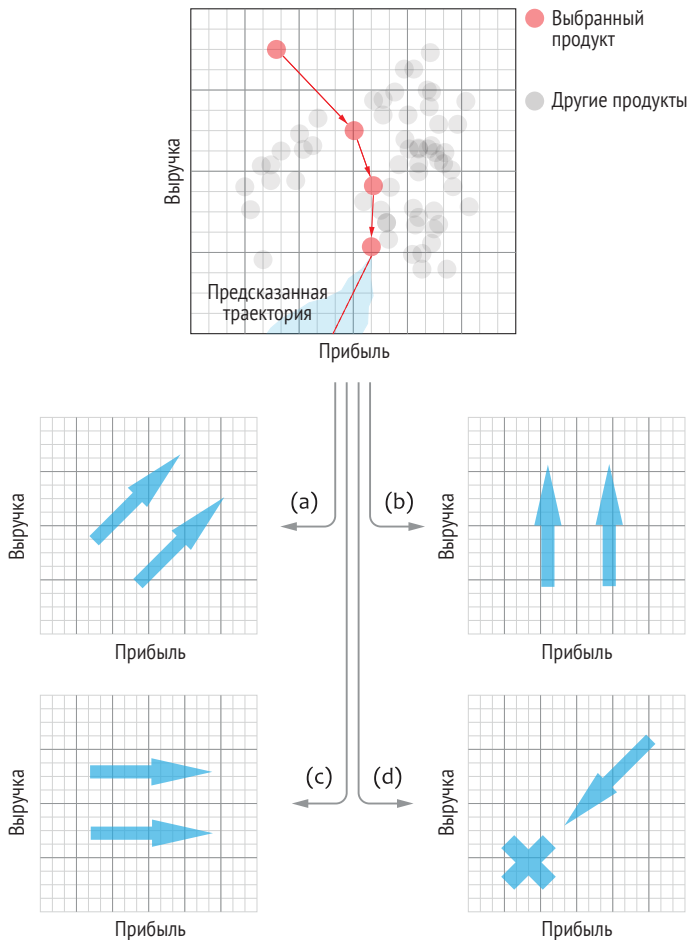 Выбранный
продукт
Другие продукты
Выручка
Предсказанная
траектория
Прибыль
(a)
(b)
Выручка
Выручка
Прибыль
Прибыль
(c)
(d)
Выручка
Выручка
Прибыль
Прибыль